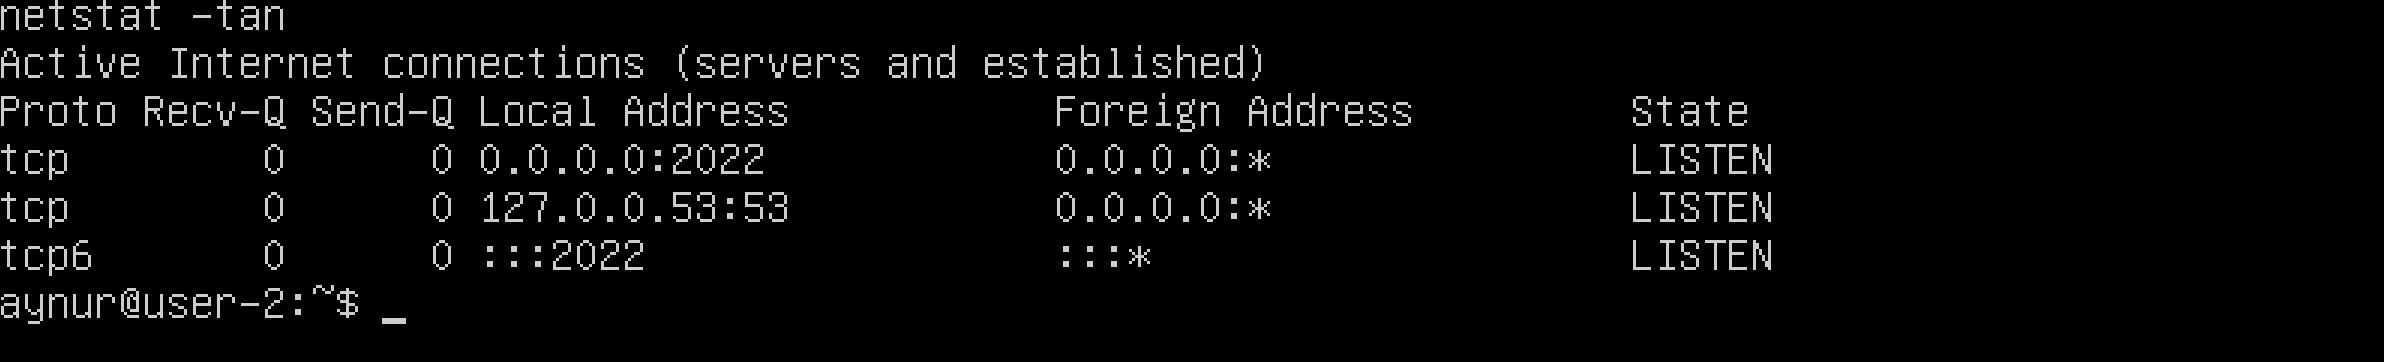 netstat -tan
Active Internet connections (servers and established)
Proto Recv-Q Send-Q Local Address           Foreign Address         State
tcp        0      0 0.0.0.0:2022            0.0.0.0:*               LISTEN
tcp        0      0 127.0.0.53:53           0.0.0.0:*               LISTEN
tcp6       0      0 :::2022                 :::*                    LISTEN
aynur@user-2:~$ _